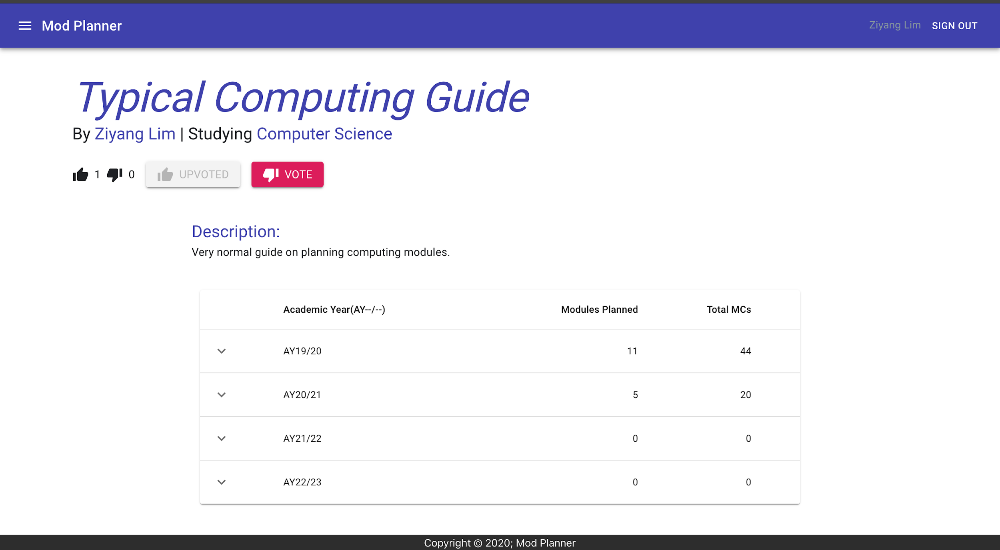 Mod Planner
Ziyang Lim SIGN OUT
Typical Computing Guide
By Ziyang Lim | Studying Computer Science
1 0 UPVOTED VOTE
Description:
Very normal guide on planning computing modules.
Academic Year(AY--/--) Modules Planned Total MCs
AY19/20 11 44
AY20/21 5 20
AY21/22 0 0
AY22/23 0 0
Copyright © 2020; Mod Planner